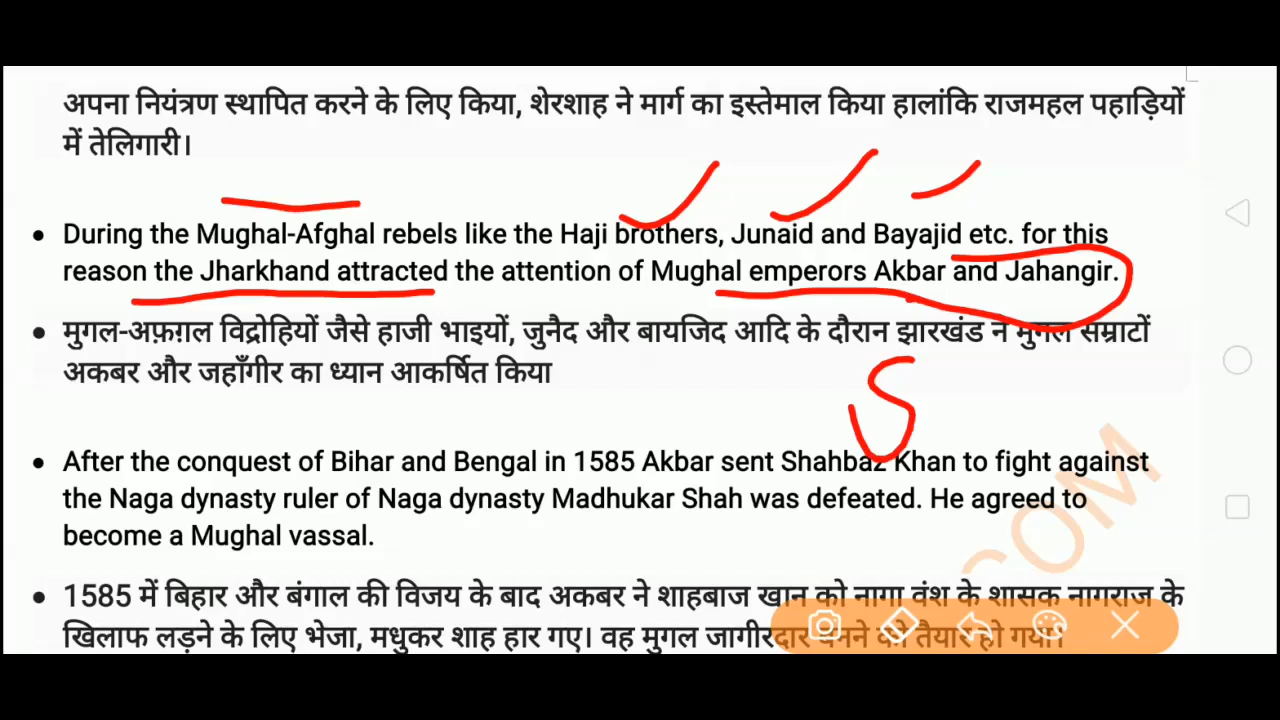 अपना नियंत्रण स्थापित करने के लिए किया, शेरशाह ने मार्ग का इस्तेमाल किया हालांकि राजमहल पहाड़ियों
में तेलिगारी।
• During the Mughal-Afghal rebels like the Haji brothers, Junaid and Bayajid etc. for this
reason the Jharkhand attracted the attention of Mughal emperors Akbar and Jahangir.
• मुगल-अफ़ग़ल विद्रोहियों जैसे हाजी भाइयों, जुनैद और बायजिद आदि के दौरान झारखंड ने मुगल सम्राटों
अकबर और जहाँगीर का ध्यान आकर्षित किया
• After the conquest of Bihar and Bengal in 1585 Akbar sent Shahbaz Khan to fight against
the Naga dynasty ruler of Naga dynasty Madhukar Shah was defeated. He agreed to
become a Mughal vassal.
• 1585 में बिहार और बंगाल की विजय के बाद अकबर ने शाहबाज खान को नागा वंश के शासक नागराज के
खिलाफ लड़ने के लिए भेजा, मधुकर शाह हार गए। वह मुगल जागीरदार बनने को तैयार हो गया।
COM